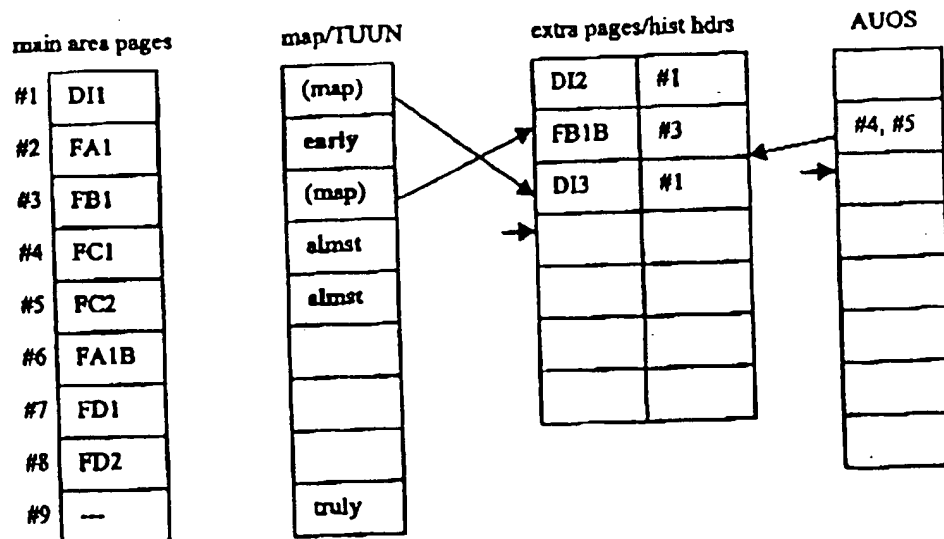 main area pages
map/TUUN
extra pages/hist hdrs
AUOS
#1 DI1
#2 FA1
#3 FB1
#4 FC1
#5 FC2
#6 FA1B
#7 FD1
#8 FD2
#9 ---
(map)
early
(map)
almst
almst
truly
DI2 #1
FB1B #3
DI3 #1
#4, #5